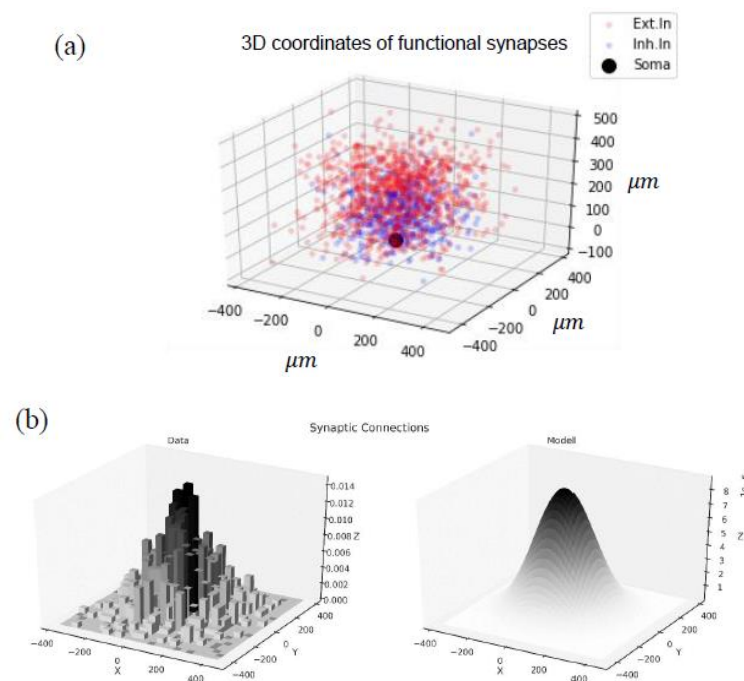 (a)
3D coordinates of functional synapses
Ext.In
Inh.In
Soma
500
400
300
200
100
0
−100
μm
−400
−200
0
200
400
μm
400
200
0
−200
−400
μm
(b)
Synaptic Connections
Data
0.014
0.012
0.010
0.008
0.006
0.004
0.002
0.000
Z
−400
−200
0
200
400
X
400
200
0
−200
−400
Y
Modell
8
7
6
5
4
3
2
1
Z
−400
−200
0
200
400
X
400
200
0
−200
−400
Y